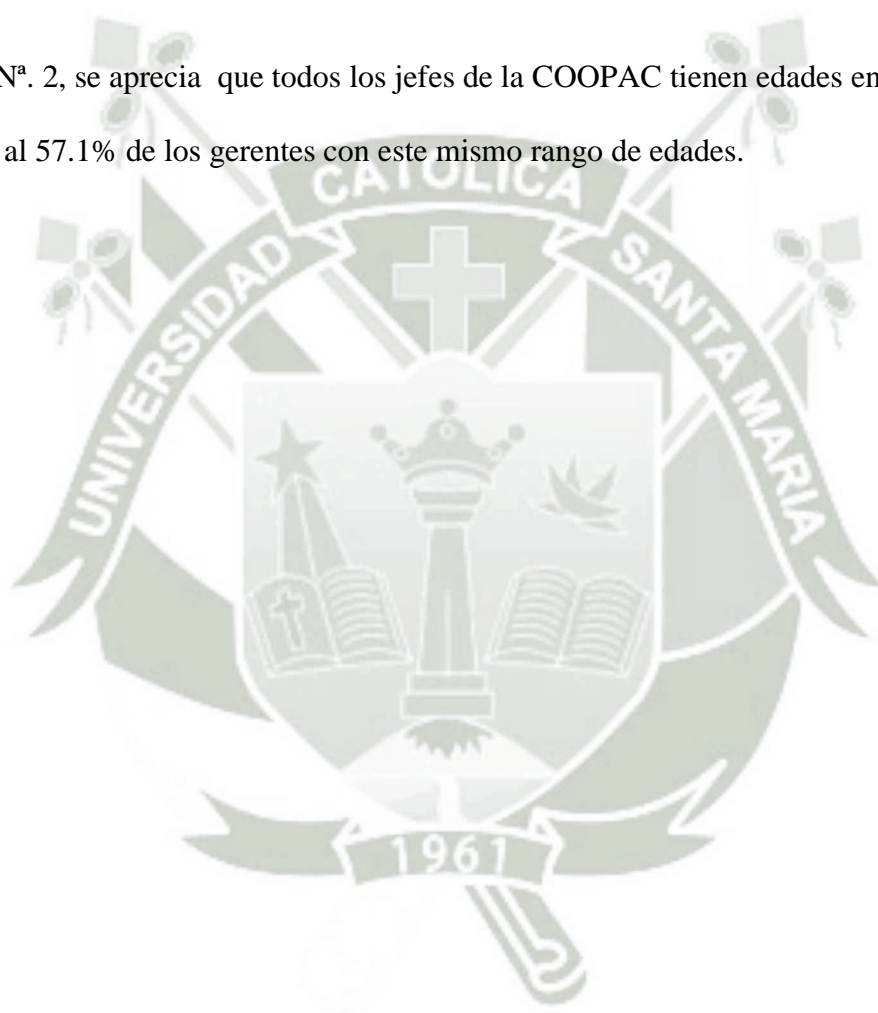 Nª. 2, se aprecia que todos los jefes de la COOPAC tienen edades en
al 57.1% de los gerentes con este mismo rango de edades.
CATOLICA
UNIVERSIDAD
SANTA MARIA
1961